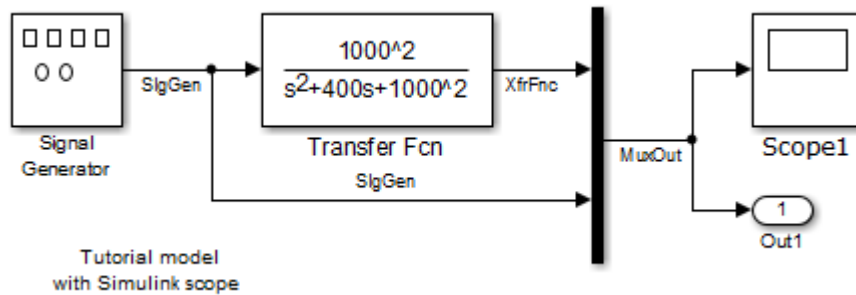 1000^2
s2+400s+1000^2
SigGen
XfrFnc
Signal
Generator
Transfer Fcn
SigGen
MuxOut
Scope1
1
Out1
Tutorial model
with Simulink scope